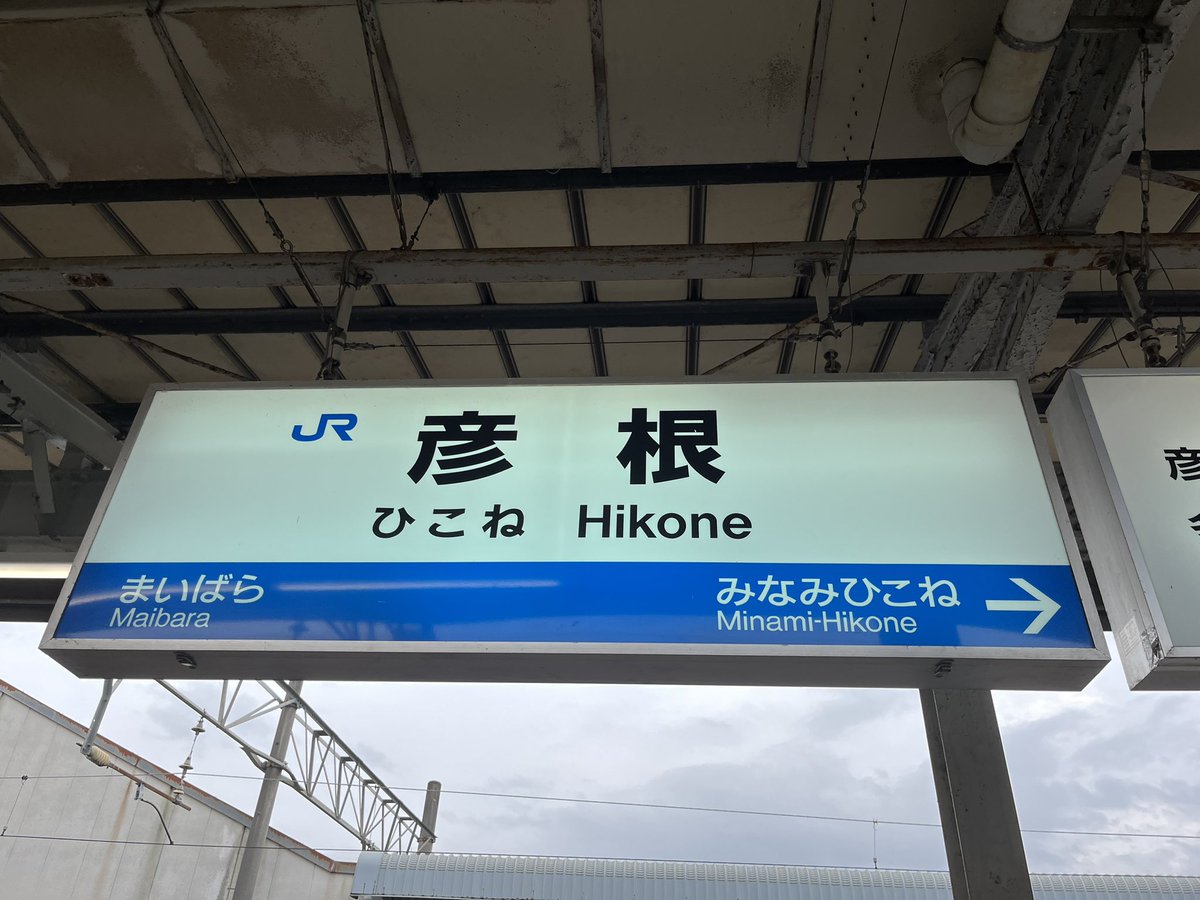 JR 彦根
ひこね Hikone
まいばら みなみひこね →
Maibara Minami-Hikone
彦